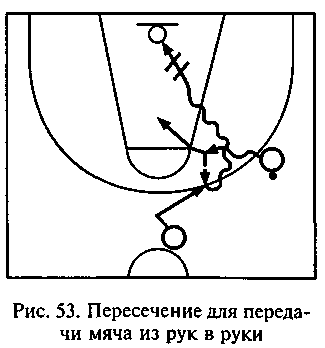 Рис. 53. Пересечение для переда-
чи мяча из рук в руки